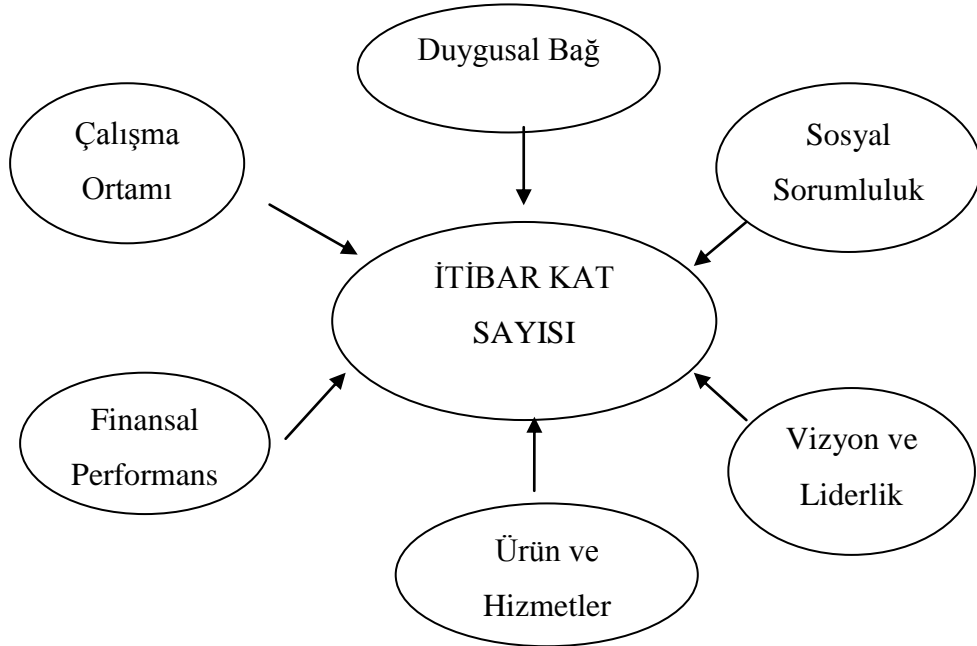 Duygusal Bağ
Çalışma
Ortamı
Sosyal
Sorumluluk
İTİBAR KAT
SAYISI
Finansal
Performans
Vizyon ve
Liderlik
Ürün ve
Hizmetler